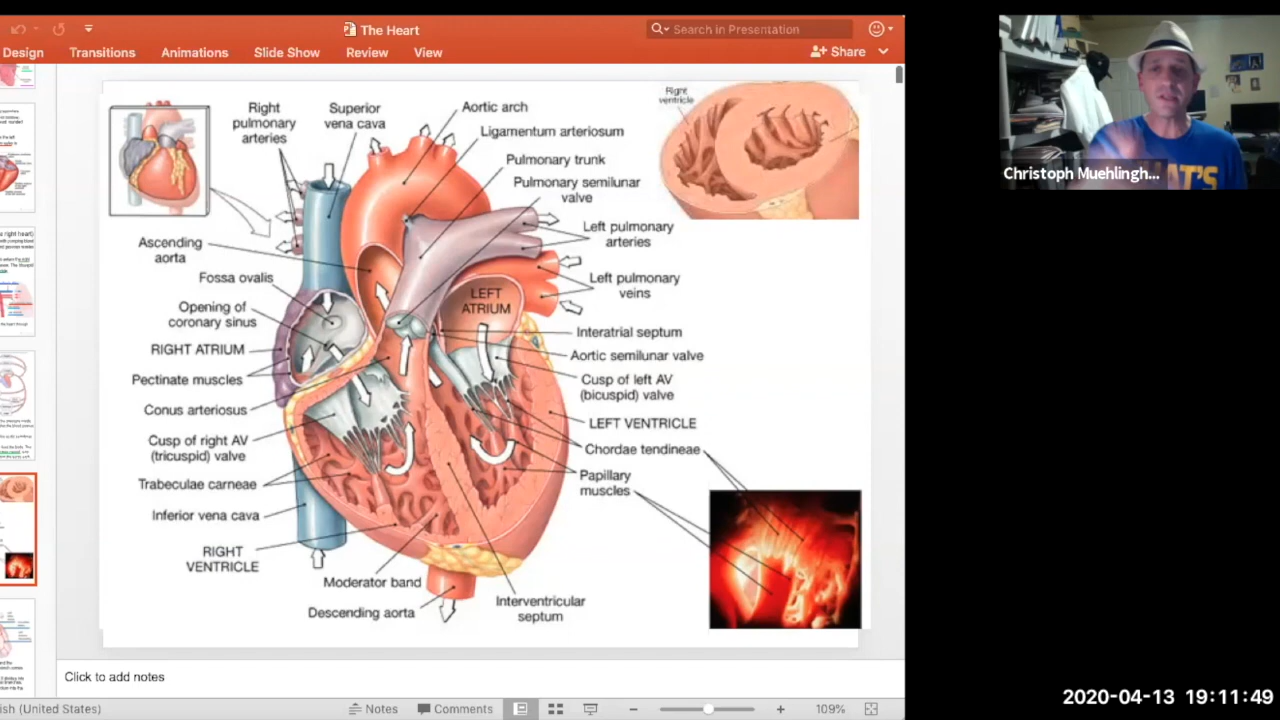 The Heart
Search in Presentation
Design
Transitions
Animations
Slide Show
Review
View
Share
Right
pulmonary
arteries
Superior
vena cava
Aortic arch
Ligamentum arteriosum
Pulmonary trunk
Pulmonary semilunar
valve
Left pulmonary
arteries
Left pulmonary
veins
Right
ventricle
Ascending
aorta
Fossa ovalis
Opening of
coronary sinus
RIGHT ATRIUM
Pectinate muscles
Conus arteriosus
Cusp of right AV
(tricuspid) valve
Trabeculae carneae
Inferior vena cava
RIGHT
VENTRICLE
Moderator band
Descending aorta
LEFT
ATRIUM
Interatrial septum
Aortic semilunar valve
Cusp of left AV
(bicuspid) valve
LEFT VENTRICLE
Chordae tendineae
Papillary
muscles
Interventricular
septum
Click to add notes
ish (United States)
Notes
Comments
109%
Christoph Muehlingh...
HAT'S
2020-04-13 19:11:49